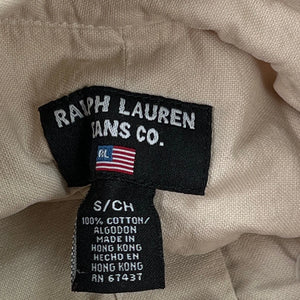 RALPH LAUREN
EANS CO.
RL
S/CH
100% COTTON/
ALGODON
MADE IN
HONG KONG
HECHO EN
HONG KONG
RN 67437